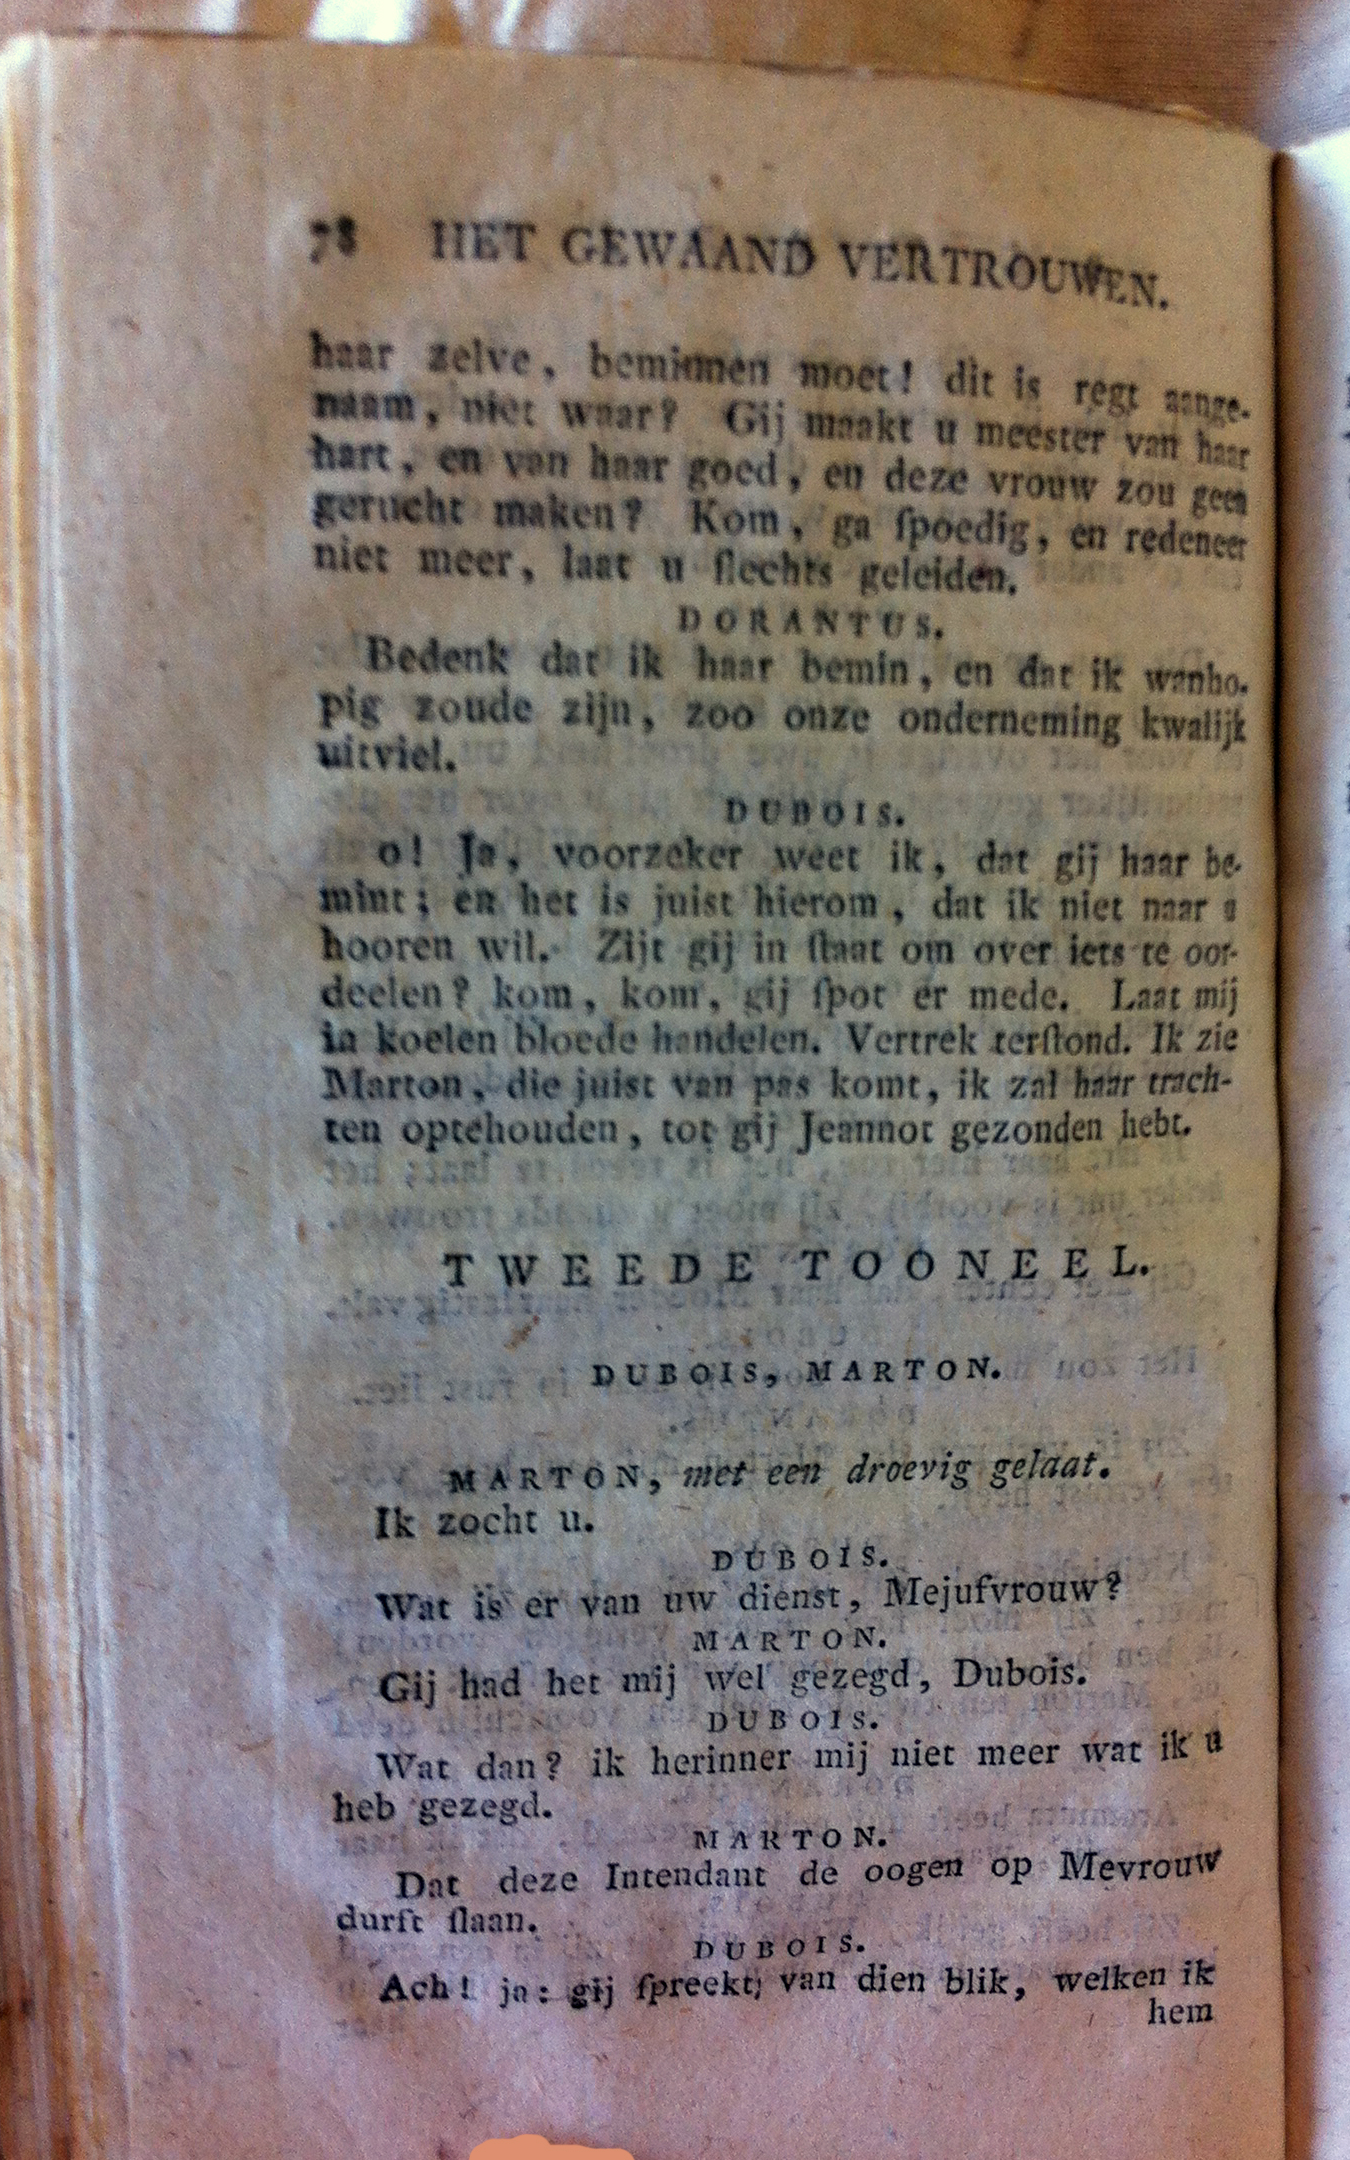 78 HET GEWAAND VERTROUWEN.
haar zelve, beminnen moet! dit is regt aange-
naam, niet waar? Gij maakt u meester van haar
hart, en van haar goed, en deze vrouw zou geen
gerucht maken? Kom, ga ſpoedig, en redeneer
niet meer, laat u ſlechts geleiden.
DORANTUS.
Bedenk dat ik haar bemin, en dat ik wanho-
pig zoude zijn, zoo onze onderneming kwalijk
uitviel.
DUBOIS.
o! Ja, voorzeker weet ik, dat gij haar be-
mint; en het is juist hierom, dat ik niet naar u
hooren wil. Zijt gij in ſtaat om over iets te oor-
deelen? kom, kom, gij ſpot er mede. Laat mij
in koelen bloede handelen. Vertrek terſtond. Ik zie
Marton, die juist van pas komt, ik zal haar trach-
ten optehouden, tot gij Jeannot gezonden hebt.
TWEEDE TOONEEL.
DUBOIS, MARTON.
MARTON, met een droevig gelaat.
Ik zocht u.
DUBOIS.
Wat is er van uw dienst, Mejufvrouw?
MARTON.
Gij had het mij wel gezegd, Dubois.
DUBOIS.
Wat dan? ik herinner mij niet meer wat ik u
heb gezegd.
MARTON.
Dat deze Intendant de oogen op Mevrouw
durft ſlaan.
DUBOIS.
Ach! ja: gij ſpreekt; van dien blik, welken ik
hem